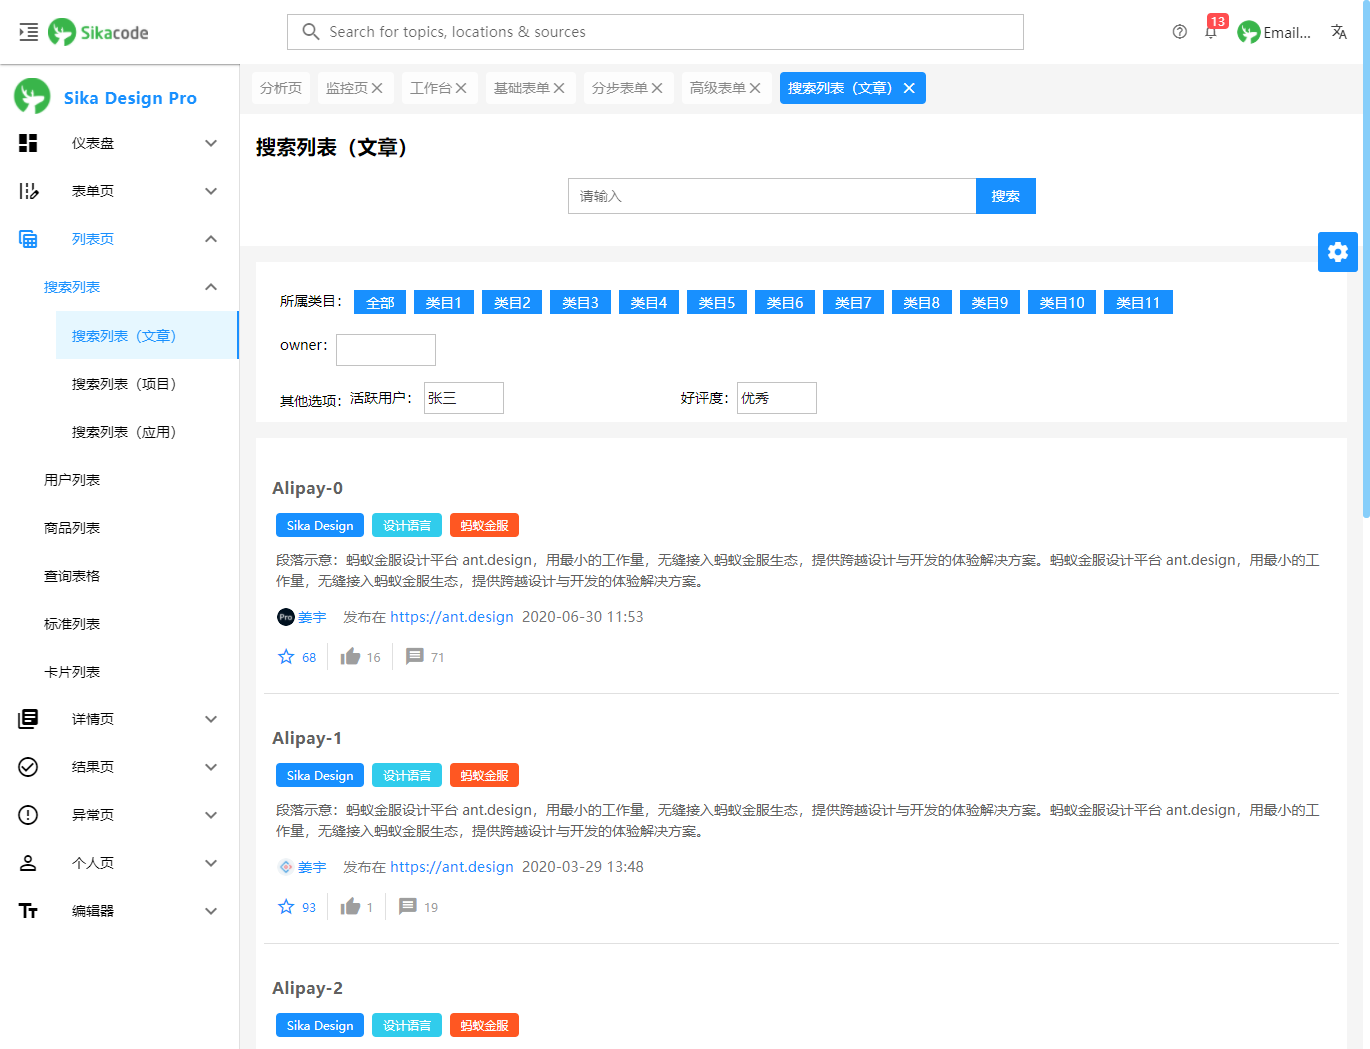 Sikacode
Search for topics, locations & sources
13
Email...
Sika Design Pro
仪表盘
表单页
列表页
搜索列表
搜索列表（文章）
搜索列表（项目）
搜索列表（应用）
用户列表
商品列表
查询表格
标准列表
卡片列表
详情页
结果页
异常页
个人页
编辑器
分析页 监控页 工作台 基础表单 分步表单 高级表单 搜索列表（文章）
搜索列表（文章）
请输入 搜索
所属类目： 全部 类目1 类目2 类目3 类目4 类目5 类目6 类目7 类目8 类目9 类目10 类目11
owner：
其他选项： 活跃用户： 张三 好评度： 优秀
Alipay-0
Sika Design 设计语言 蚂蚁金服
段落示意：蚂蚁金服设计平台 ant.design，用最小的工作量，无缝接入蚂蚁金服生态，提供跨越设计与开发的体验解决方案。蚂蚁金服设计平台 ant.design，用最小的工
作量，无缝接入蚂蚁金服生态，提供跨越设计与开发的体验解决方案。
Pro 姜宇 发布在 https://ant.design 2020-06-30 11:53
68 16 71
Alipay-1
Sika Design 设计语言 蚂蚁金服
段落示意：蚂蚁金服设计平台 ant.design，用最小的工作量，无缝接入蚂蚁金服生态，提供跨越设计与开发的体验解决方案。蚂蚁金服设计平台 ant.design，用最小的工
作量，无缝接入蚂蚁金服生态，提供跨越设计与开发的体验解决方案。
姜宇 发布在 https://ant.design 2020-03-29 13:48
93 1 19
Alipay-2
Sika Design 设计语言 蚂蚁金服